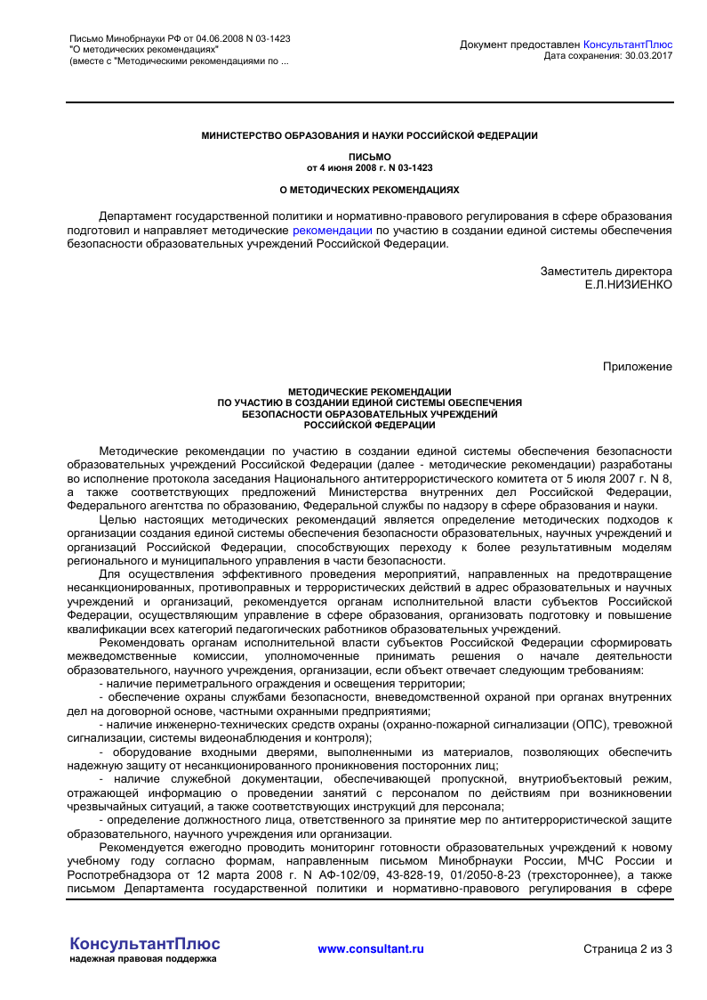 Письмо Минобрнауки РФ от 04.06.2008 N 03-1423
"О методических рекомендациях"
(вместе с "Методическими рекомендациями по ...
Документ предоставлен КонсультантПлюс
Дата сохранения: 30.03.2017
МИНИСТЕРСТВО ОБРАЗОВАНИЯ И НАУКИ РОССИЙСКОЙ ФЕДЕРАЦИИ
ПИСЬМО
от 4 июня 2008 г. N 03-1423
О МЕТОДИЧЕСКИХ РЕКОМЕНДАЦИЯХ
Департамент государственной политики и нормативно-правового регулирования в сфере образования
подготовил и направляет методические рекомендации по участию в создании единой системы обеспечения
безопасности образовательных учреждений Российской Федерации.
Заместитель директора
Е.Л.НИЗИЕНКО
Приложение
МЕТОДИЧЕСКИЕ РЕКОМЕНДАЦИИ
ПО УЧАСТИЮ В СОЗДАНИИ ЕДИНОЙ СИСТЕМЫ ОБЕСПЕЧЕНИЯ
БЕЗОПАСНОСТИ ОБРАЗОВАТЕЛЬНЫХ УЧРЕЖДЕНИЙ
РОССИЙСКОЙ ФЕДЕРАЦИИ
Методические рекомендации по участию в создании единой системы обеспечения безопасности
образовательных учреждений Российской Федерации (далее - методические рекомендации) разработаны
во исполнение протокола заседания Национального антитеррористического комитета от 5 июля 2007 г. N 8,
а также соответствующих предложений Министерства внутренних дел Российской Федерации,
Федерального агентства по образованию, Федеральной службы по надзору в сфере образования и науки.
Целью настоящих методических рекомендаций является определение методических подходов к
организации создания единой системы обеспечения безопасности образовательных, научных учреждений и
организаций Российской Федерации, способствующих переходу к более результативным моделям
регионального и муниципального управления в части безопасности.
Для осуществления эффективного проведения мероприятий, направленных на предотвращение
несанкционированных, противоправных и террористических действий в адрес образовательных и научных
учреждений и организаций, рекомендуется органам исполнительной власти субъектов Российской
Федерации, осуществляющим управление в сфере образования, организовать подготовку и повышение
квалификации всех категорий педагогических работников образовательных учреждений.
Рекомендовать органам исполнительной власти субъектов Российской Федерации сформировать
межведомственные комиссии, уполномоченные принимать решения о начале деятельности
образовательного, научного учреждения, организации, если объект отвечает следующим требованиям:
- наличие периметрального ограждения и освещения территории;
- обеспечение охраны службами безопасности, вневедомственной охраной при органах внутренних
дел на договорной основе, частными охранными предприятиями;
- наличие инженерно-технических средств охраны (охранно-пожарной сигнализации (ОПС), тревожной
сигнализации, системы видеонаблюдения и контроля);
- оборудование входными дверями, выполненными из материалов, позволяющих обеспечить
надежную защиту от несанкционированного проникновения посторонних лиц;
- наличие служебной документации, обеспечивающей пропускной, внутриобъектовый режим,
отражающей информацию о проведении занятий с персоналом по действиям при возникновении
чрезвычайных ситуаций, а также соответствующих инструкций для персонала;
- определение должностного лица, ответственного за принятие мер по антитеррористической защите
образовательного, научного учреждения или организации.
Рекомендуется ежегодно проводить мониторинг готовности образовательных учреждений к новому
учебному году согласно формам, направленным письмом Минобрнауки России, МЧС России и
Роспотребнадзора от 12 марта 2008 г. N АФ-102/09, 43-828-19, 01/2050-8-23 (трехстороннее), а также
письмом Департамента государственной политики и нормативно-правового регулирования в сфере
КонсультантПлюс
надежная правовая поддержка
www.consultant.ru
Страница 2 из 3